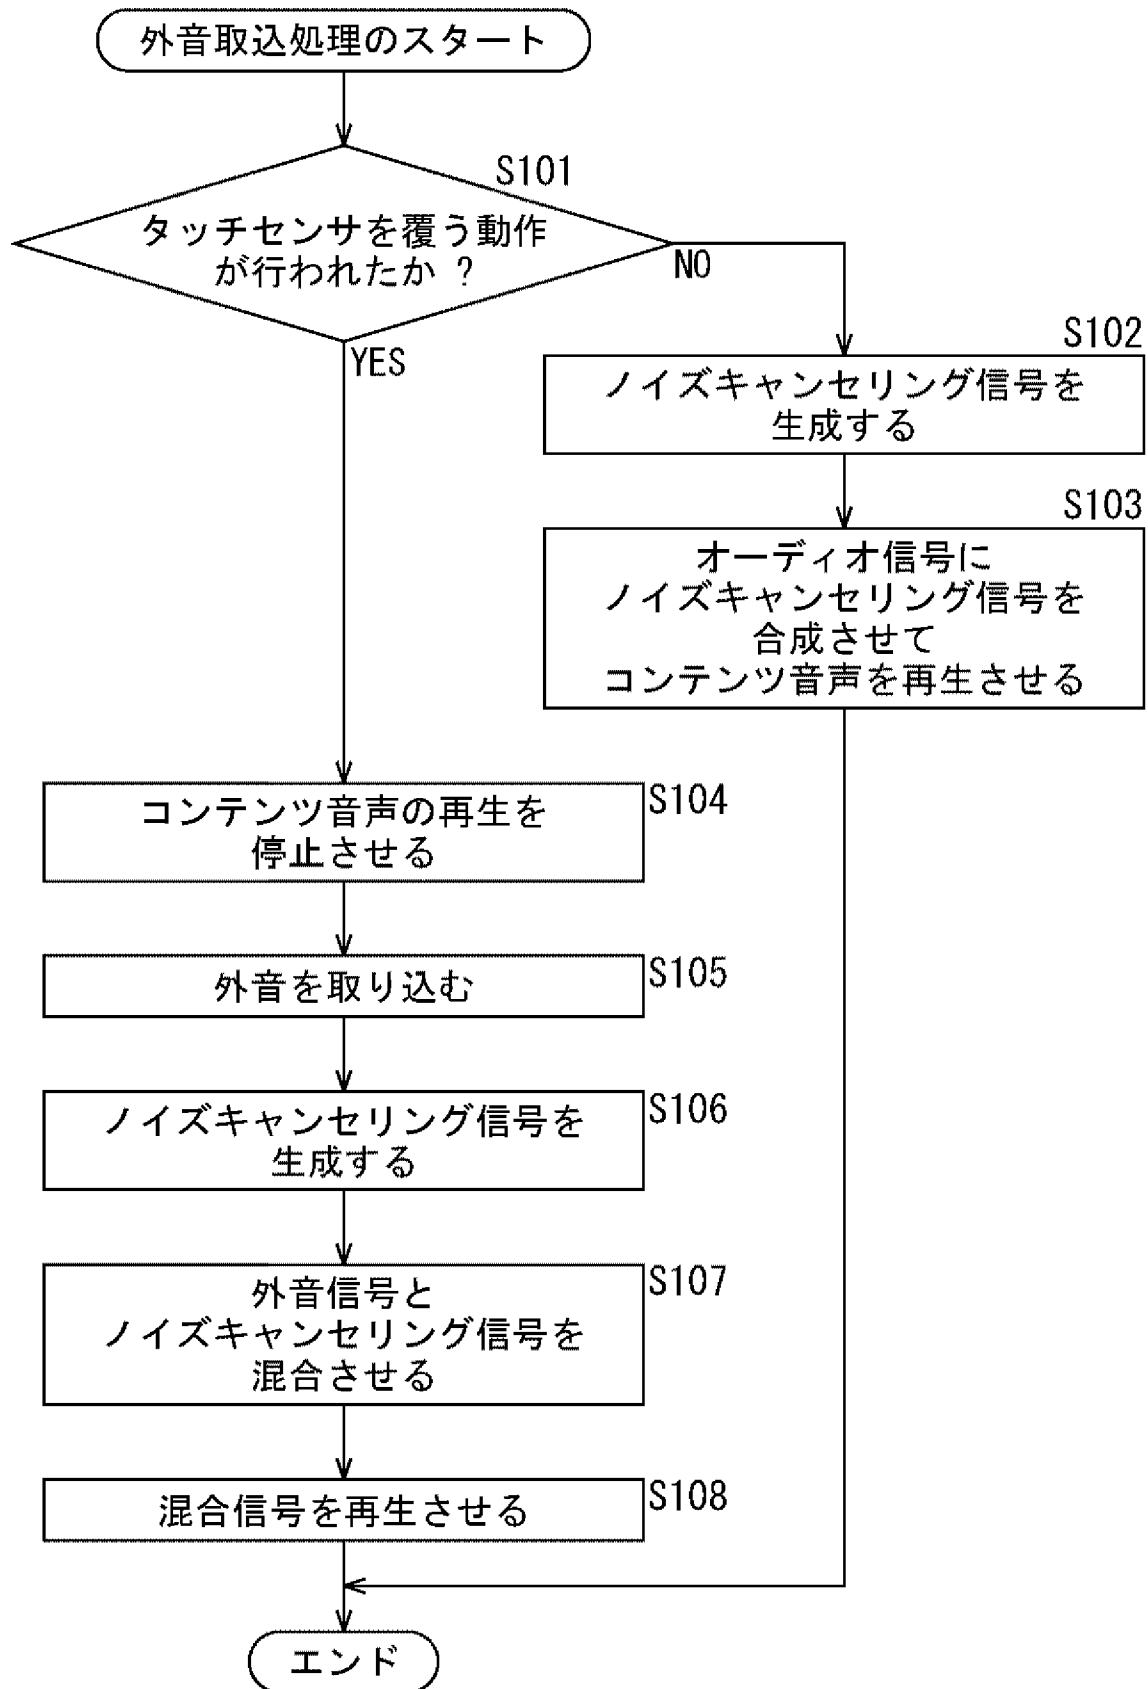 外音取込処理のスタート
S101
タッチセンサを覆う動作
が行われたか ?
NO
YES
S102
ノイズキャンセリング信号を
生成する
S103
オーディオ信号に
ノイズキャンセリング信号を
合成させて
コンテンツ音声を再生させる
コンテンツ音声の再生を
停止させる
S104
外音を取り込む
S105
ノイズキャンセリング信号を
生成する
S106
外音信号と
ノイズキャンセリング信号を
混合させる
S107
混合信号を再生させる
S108
エンド